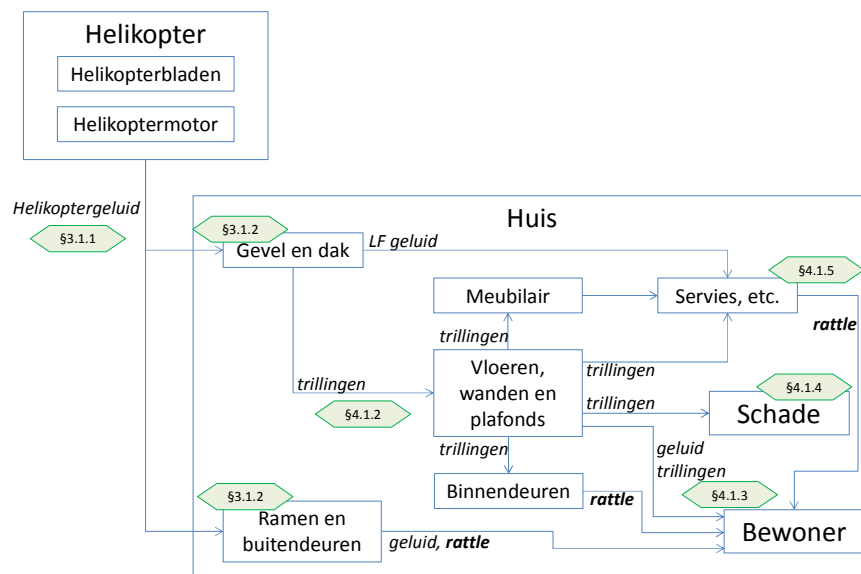 Helikopter
Helikopterbladen
Helikoptermotor
Helikoptergeluid
§3.1.1
Huis
§3.1.2
Gevel en dak
LF geluid
§4.1.5
Meubilair
Servies, etc.
rattle
trillingen
Vloeren,
wanden en
plafonds
trillingen
trillingen
§4.1.2
trillingen
§4.1.4
Schade
trillingen
geluid
trillingen
Binnendeuren
rattle
§4.1.3
§3.1.2
Ramen en
buitendeuren
geluid, rattle
Bewoner